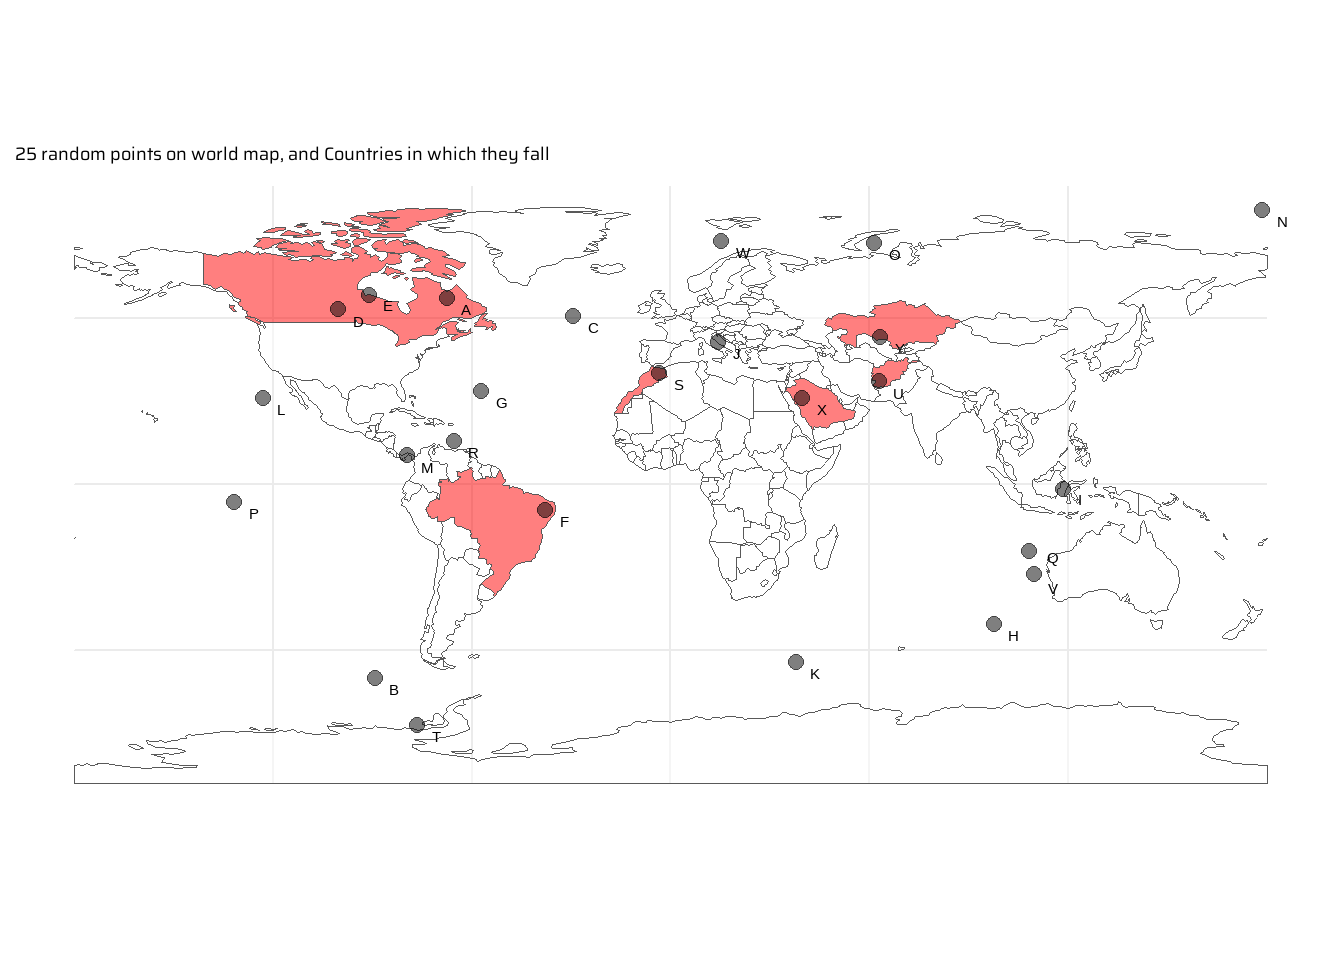 25 random points on world map, and Countries in which they fall
N
W
O
E
A
D
C
J
Y
S
U
L
G
X
R
M
I
P
F
Q
V
H
K
B
T